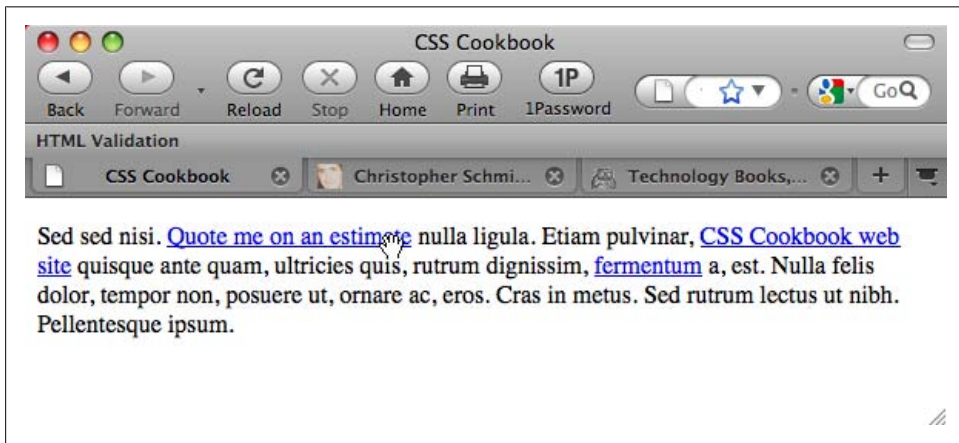 CSS Cookbook
1P
GoQ
Back Forward Reload Stop Home Print 1Password
HTML Validation
CSS Cookbook Christopher Schmi... Technology Books,...
Sed sed nisi. Quote me on an estimate nulla ligula. Etiam pulvinar, CSS Cookbook web
site quisque ante quam, ultricies quis, rutrum dignissim, fermentum a, est. Nulla felis
dolor, tempor non, posuere ut, ornare ac, eros. Cras in metus. Sed rutrum lectus ut nibh.
Pellentesque ipsum.